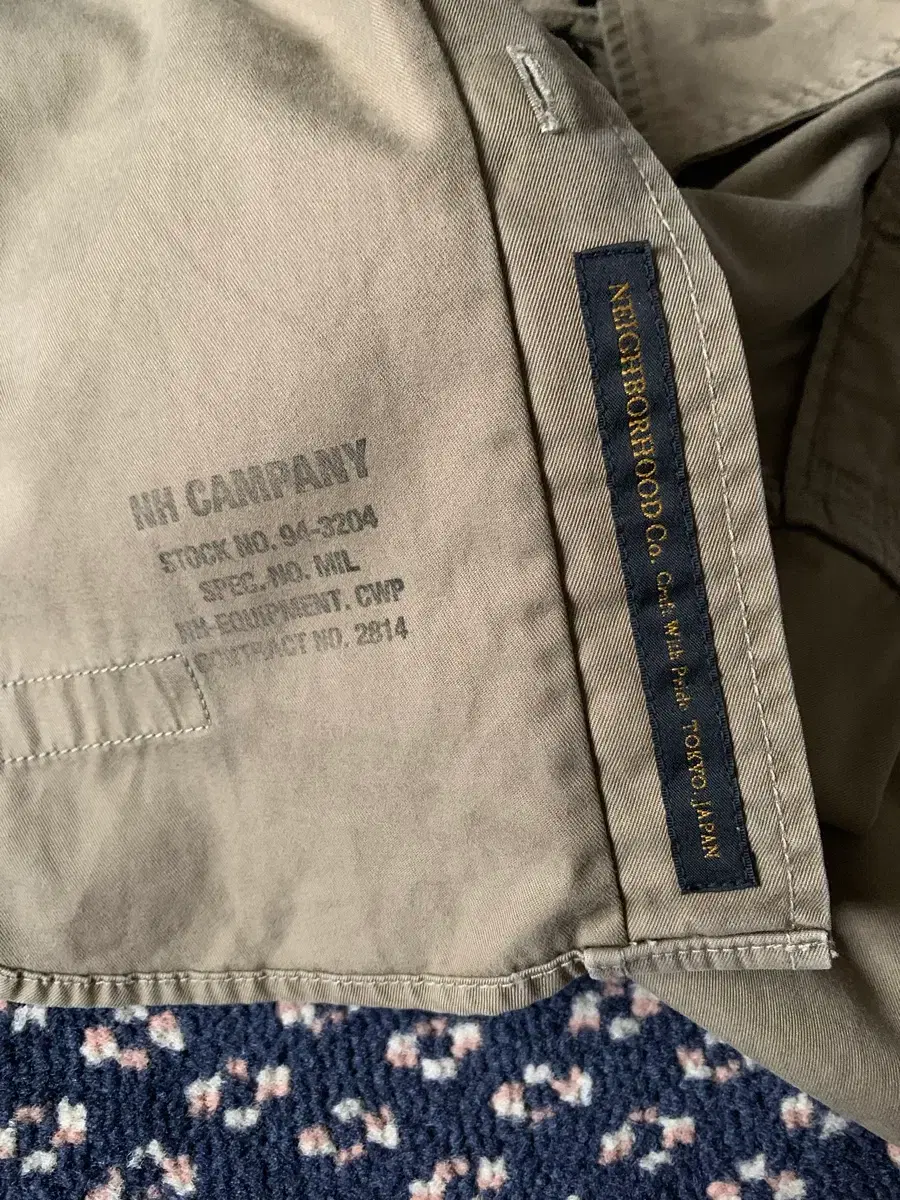 NH CAMPANY
STOCK NO. 94-3204
SPEC.-NO. MIL
NH-EQUIPMENT. CWP
CONTRACT NO. 2814
NEIGHBORHOOD Co. Craft With Pride TOKYO. JAPAN